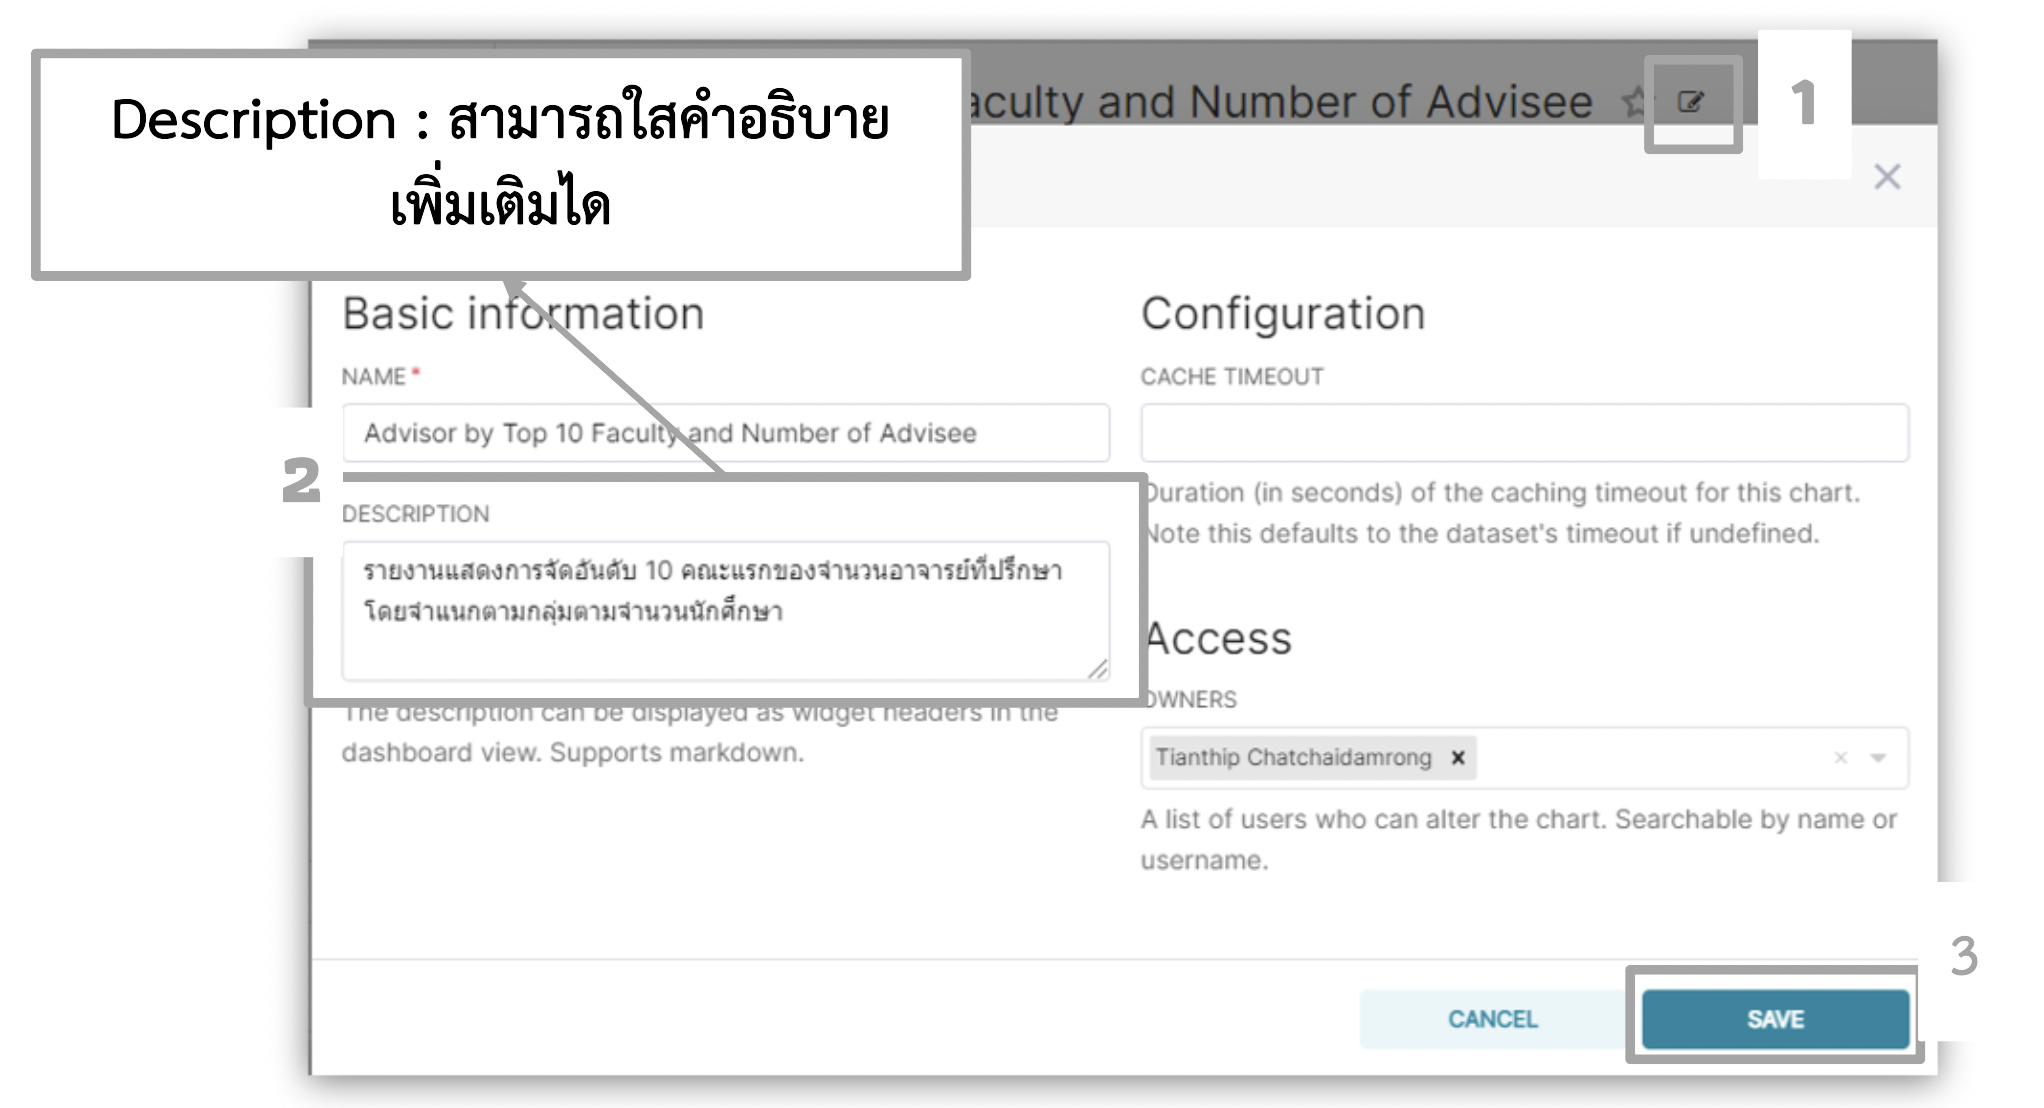 Description : สามารถใสคำอธิบาย
เพิ่มเติมได
aculty and Number of Advisee
1
Basic information
NAME *
Advisor by Top 10 Faculty and Number of Advisee
2
DESCRIPTION
รายงานแสดงการจัดอันดับ 10 คณะแรกของจำนวนอาจารย์ที่ปรึกษา
โดยจำแนกตามกลุ่มตามจำนวนนักศึกษา
The description can be displayed as widget headers in the
dashboard view. Supports markdown.
Configuration
CACHE TIMEOUT
Duration (in seconds) of the caching timeout for this chart.
Note this defaults to the dataset's timeout if undefined.
Access
OWNERS
Tianthip Chatchaidamrong x
A list of users who can alter the chart. Searchable by name or
username.
3
CANCEL
SAVE